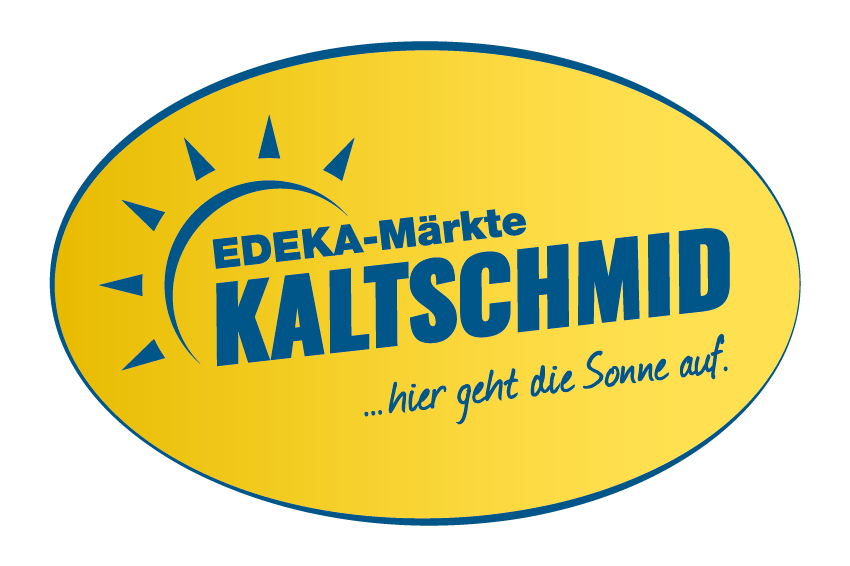 EDEKA-Märkte
KALTSCHMID
...hier geht die Sonne auf.